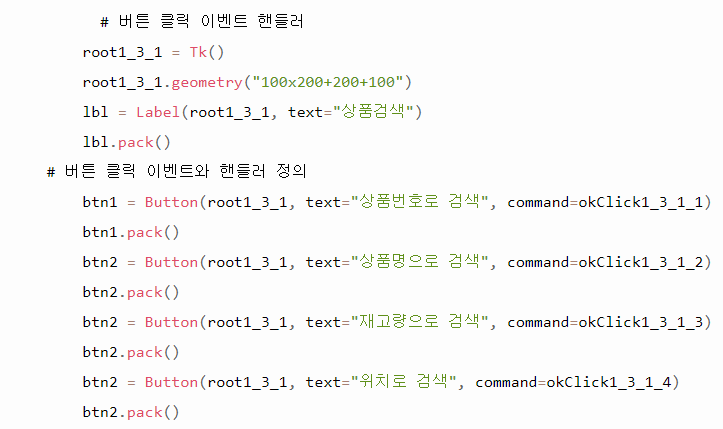 # 버튼 클릭 이벤트 핸들러
root1_3_1 = Tk()
root1_3_1.geometry("100x200+200+100")
lbl = Label(root1_3_1, text="상품검색")
lbl.pack()
# 버튼 클릭 이벤트와 핸들러 정의
btn1 = Button(root1_3_1, text="상품번호로 검색", command=okClick1_3_1_1)
btn1.pack()
btn2 = Button(root1_3_1, text="상품명으로 검색", command=okClick1_3_1_2)
btn2.pack()
btn2 = Button(root1_3_1, text="재고량으로 검색", command=okClick1_3_1_3)
btn2.pack()
btn2 = Button(root1_3_1, text="위치로 검색", command=okClick1_3_1_4)
btn2.pack()